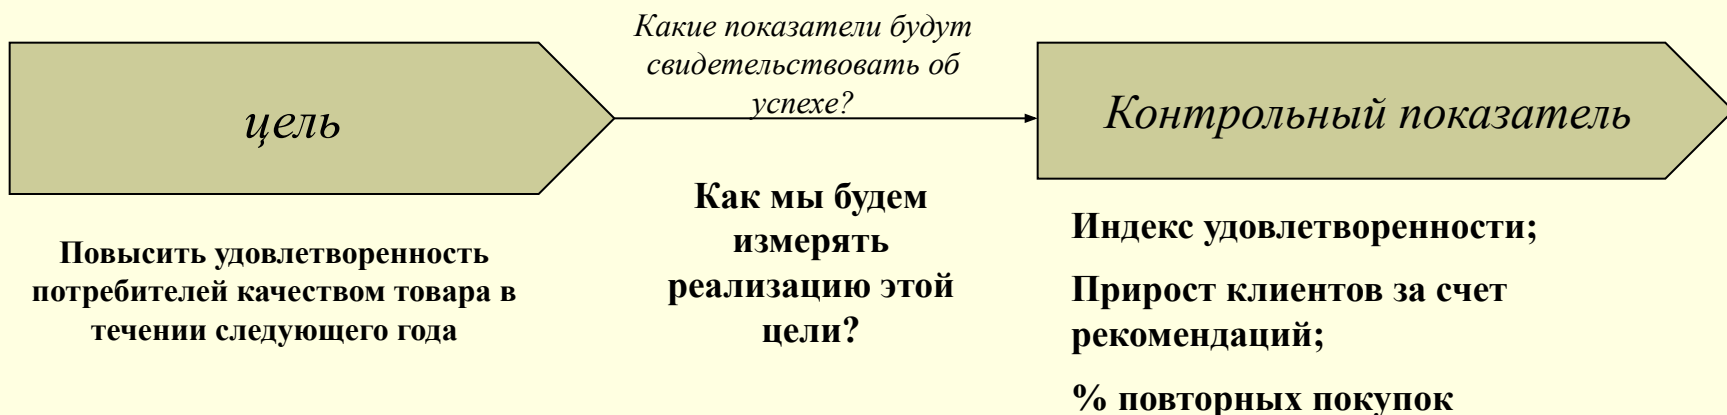 цель
Повысить удовлетворенность
потребителей качеством товара в
течении следующего года
Какие показатели будут
свидетельствовать об
успехе?
Как мы будем
измерять
реализацию этой
цели?
Контрольный показатель
Индекс удовлетворенности;
Прирост клиентов за счет
рекомендаций;
% повторных покупок